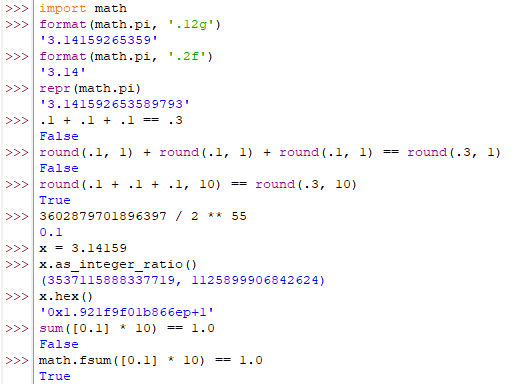 >>> import math
>>> format(math.pi, '.12g')
'3.14159265359'
>>> format(math.pi, '.2f')
'3.14'
>>> repr(math.pi)
'3.141592653589793'
>>> .1 + .1 + .1 == .3
False
>>> round(.1, 1) + round(.1, 1) + round(.1, 1) == round(.3, 1)
False
>>> round(.1 + .1 + .1, 10) == round(.3, 10)
True
>>> 3602879701896397 / 2 ** 55
0.1
>>> x = 3.14159
>>> x.as_integer_ratio()
(3537115888337719, 1125899906842624)
>>> x.hex()
'0x1.921f9f01b866ep+1'
>>> sum([0.1] * 10) == 1.0
False
>>> math.fsum([0.1] * 10) == 1.0
True